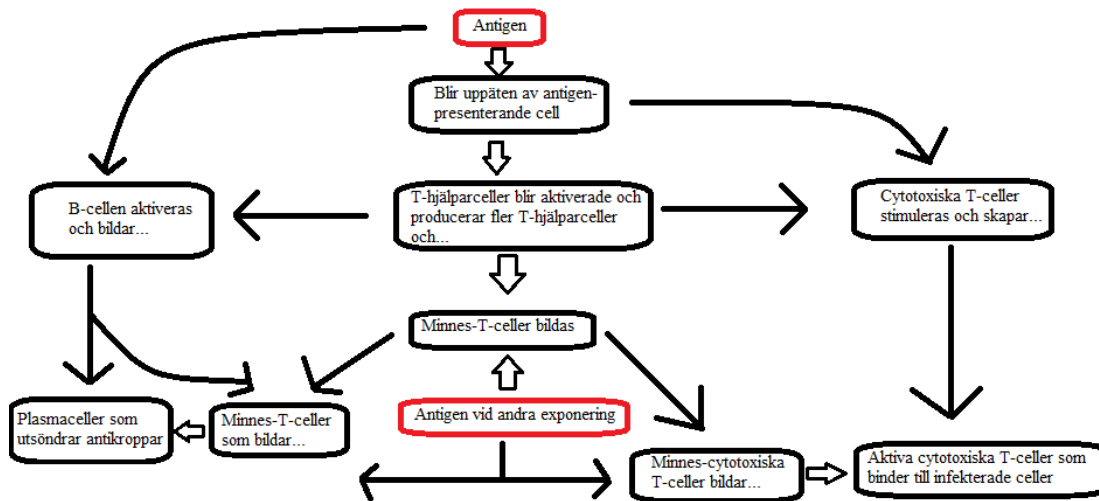 Antigen
Blir uppäten av antigen-
presenterande cell
B-cellen aktiveras
och bildar...
T-hjälparceller blir aktiverade och
producerar fler T-hjälparceller
och...
Cytotoxiska T-celler
stimuleras och skapar...
Minnes-T-celler bildas
Plasmaceller som
utsöndrar antikroppar
Minnes-T-celler
som bildar...
Antigen vid andra exponering
Minnes-cytotoxiska
T-celler bildar...
Aktiva cytotoxiska T-celler som
binder till infekterade celler